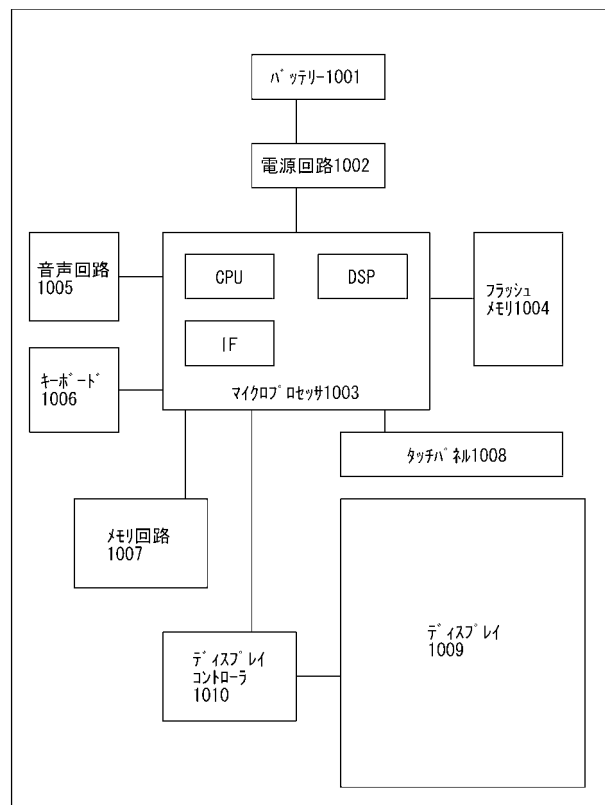 ﾊﾞｯﾃﾘｰ1001
電源回路1002
音声回路
1005
CPU
DSP
ﾌﾗｯｼｭ
ﾒﾓﾘ1004
IF
ｷｰﾎﾞｰﾄﾞ
1006
ﾏｲｸﾛﾌﾟﾛｾｯｻ1003
ﾀｯﾁﾊﾟﾈﾙ1008
ﾒﾓﾘ回路
1007
ﾃﾞｨｽﾌﾟﾚｲ
1009
ﾃﾞｨｽﾌﾟﾚｲ
ｺﾝﾄﾛｰﾗ
1010